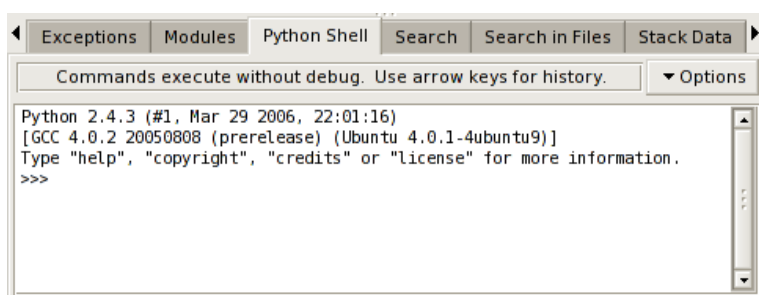 Exceptions Modules Python Shell Search Search in Files Stack Data
Commands execute without debug. Use arrow keys for history. Options
Python 2.4.3 (#1, Mar 29 2006, 22:01:16)
[GCC 4.0.2 20050808 (prerelease) (Ubuntu 4.0.1-4ubuntu9)]
Type "help", "copyright", "credits" or "license" for more information.
>>>